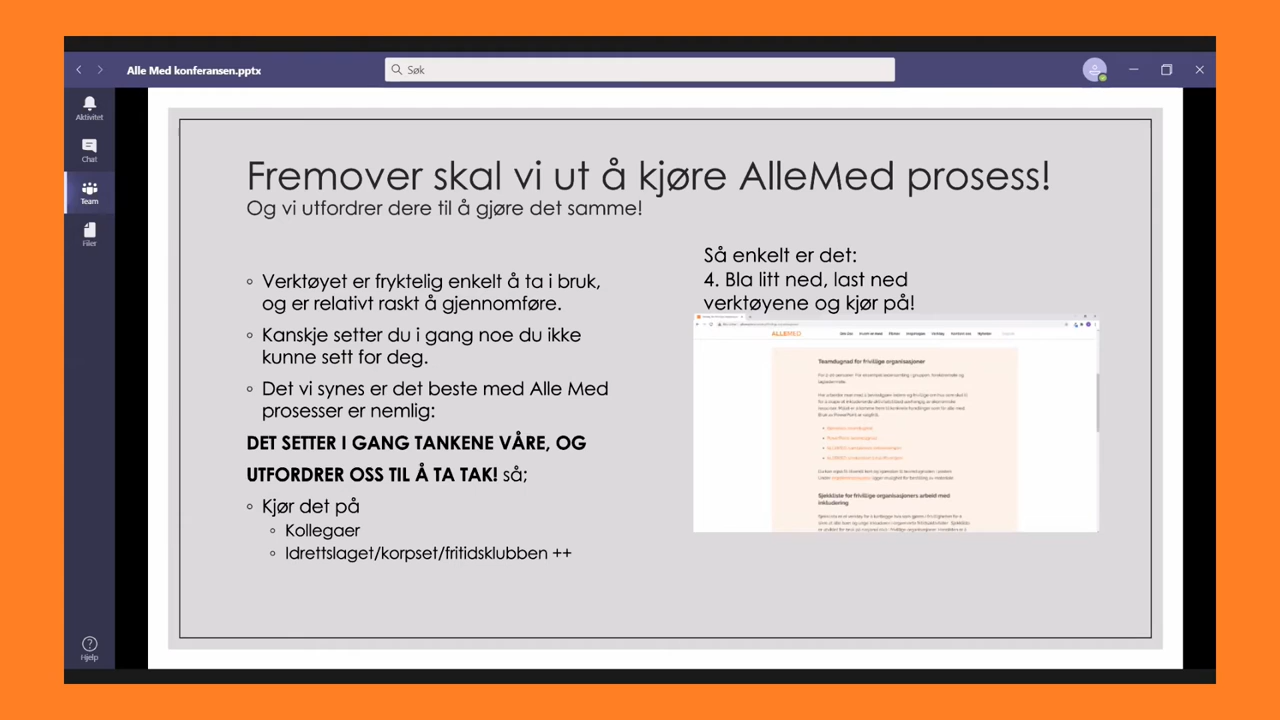 Alle Med konferansen.pptx
Søk
Aktivitet
Chat
Team
Filer
Hjelp
Fremover skal vi ut å kjøre AlleMed prosess!
Og vi utfordrer dere til å gjøre det samme!
Verktøyet er fryktelig enkelt å ta i bruk,
og er relativt raskt å gjennomføre.
Kanskje setter du i gang noe du ikke
kunne sett for deg.
Det vi synes er det beste med Alle Med
prosesser er nemlig:
DET SETTER I GANG TANKENE VÅRE, OG
UTFORDRER OSS TIL Å TA TAK! så;
Kjør det på
Kollegaer
Idrettslaget/korpset/fritidsklubben ++
Så enkelt er det:
4. Bla litt ned, last ned
verktøyene og kjør på!
ALLEMED
Teamdugnad for frivillige organisasjoner
Sjekkliste for frivillige organisasjoners arbeid med
inkludering